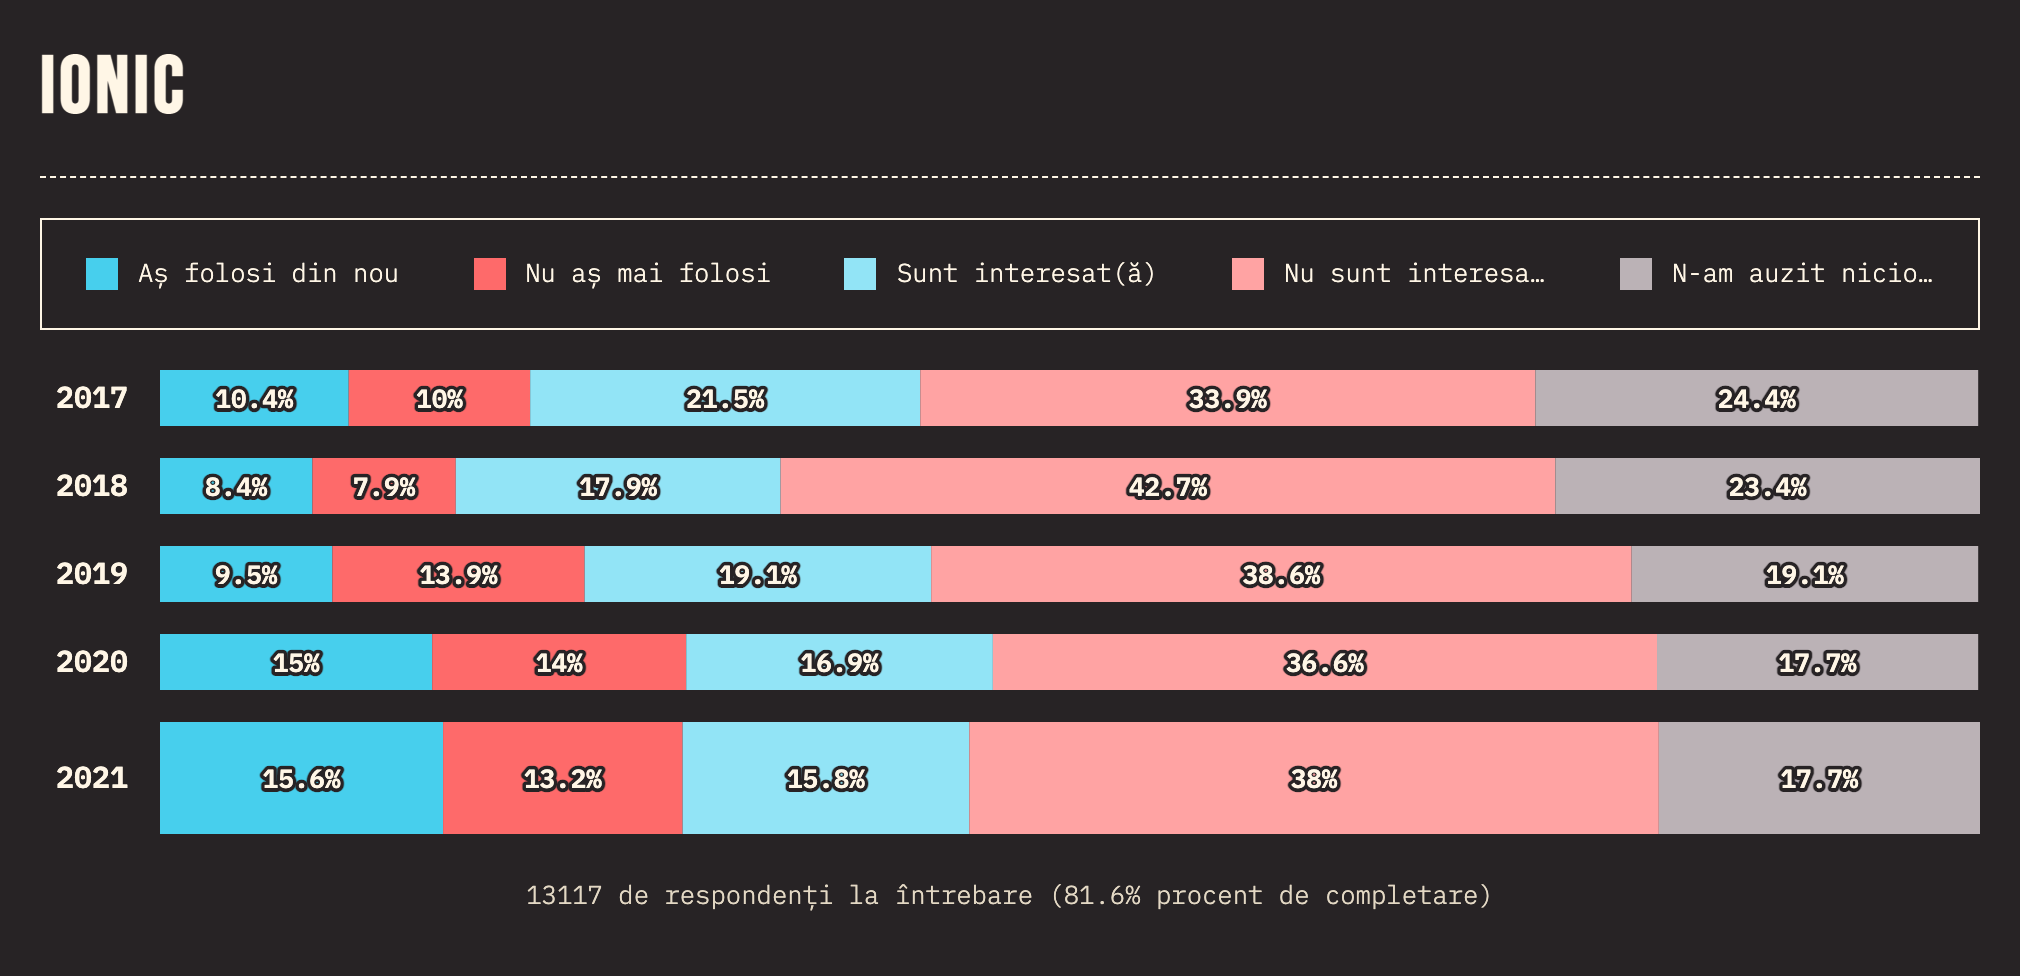 IONIC
Aș folosi din nou Nu aș mai folosi Sunt interesat(ă) Nu sunt interesa… N-am auzit nicio…
2017 10.4% 10% 21.5% 33.9% 24.4%
2018 8.4% 7.9% 17.9% 42.7% 23.4%
2019 9.5% 13.9% 19.1% 38.6% 19.1%
2020 15% 14% 16.9% 36.6% 17.7%
2021 15.6% 13.2% 15.8% 38% 17.7%
13117 de respondenți la întrebare (81.6% procent de completare)